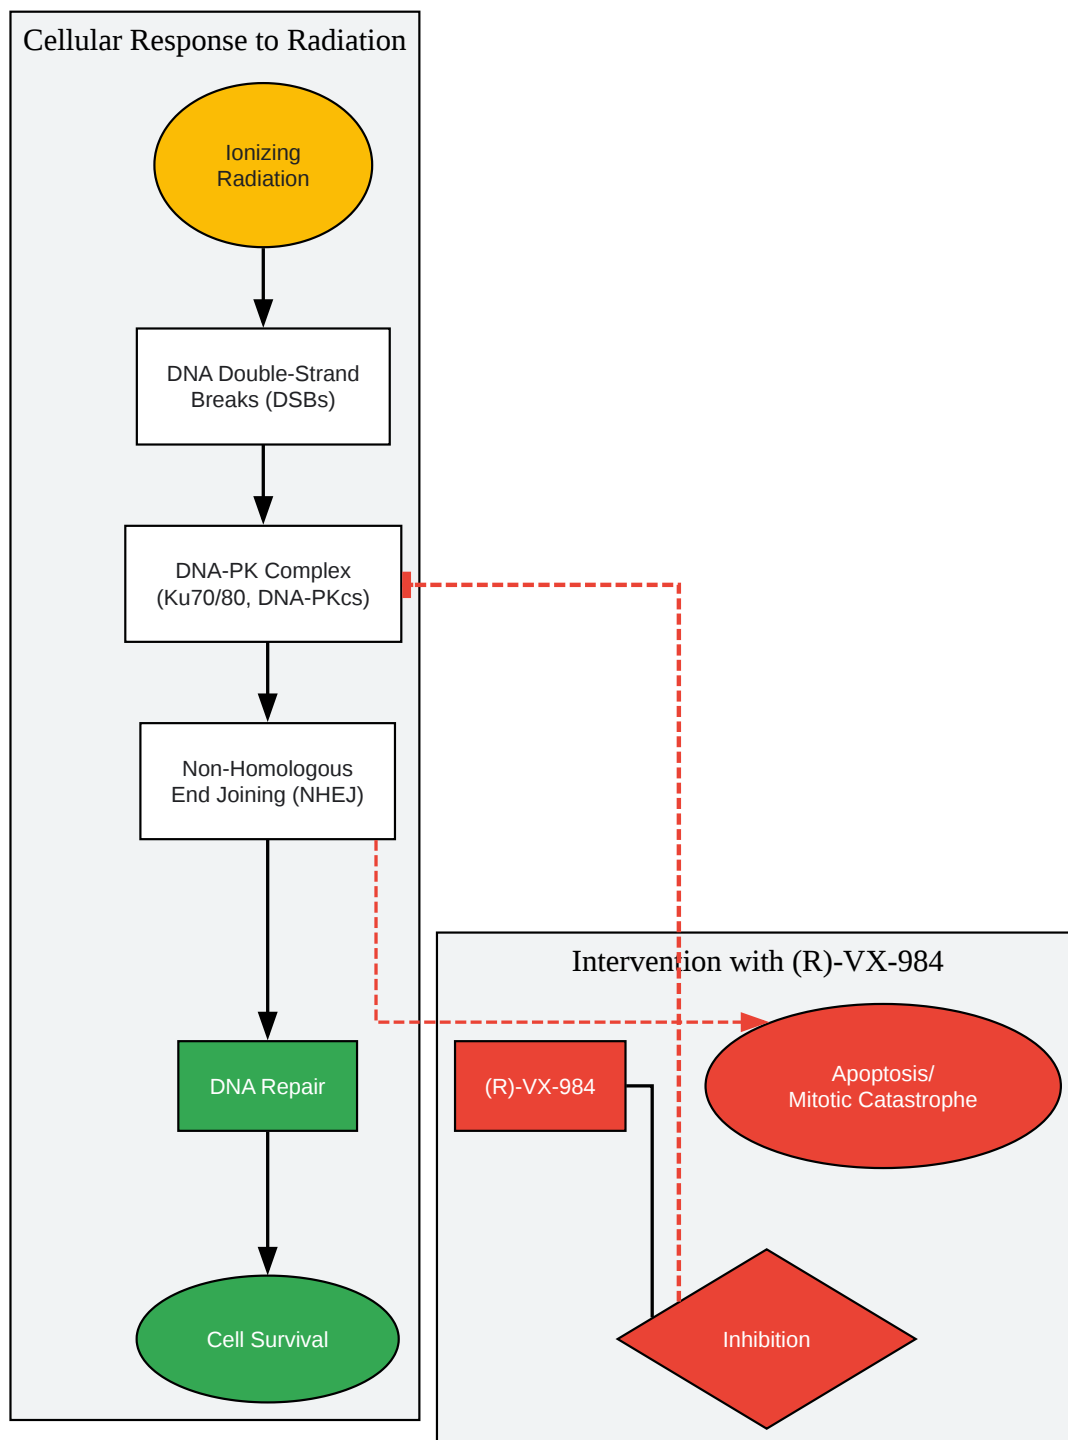 Cellular Response to Radiation
Ionizing
Radiation
DNA Double-Strand
Breaks (DSBs)
DNA-PK Complex
(Ku70/80, DNA-PKcs)
Non-Homologous
End Joining (NHEJ)
DNA Repair
Cell Survival
Intervention with (R)-VX-984
(R)-VX-984
Apoptosis/
Mitotic Catastrophe
Inhibition